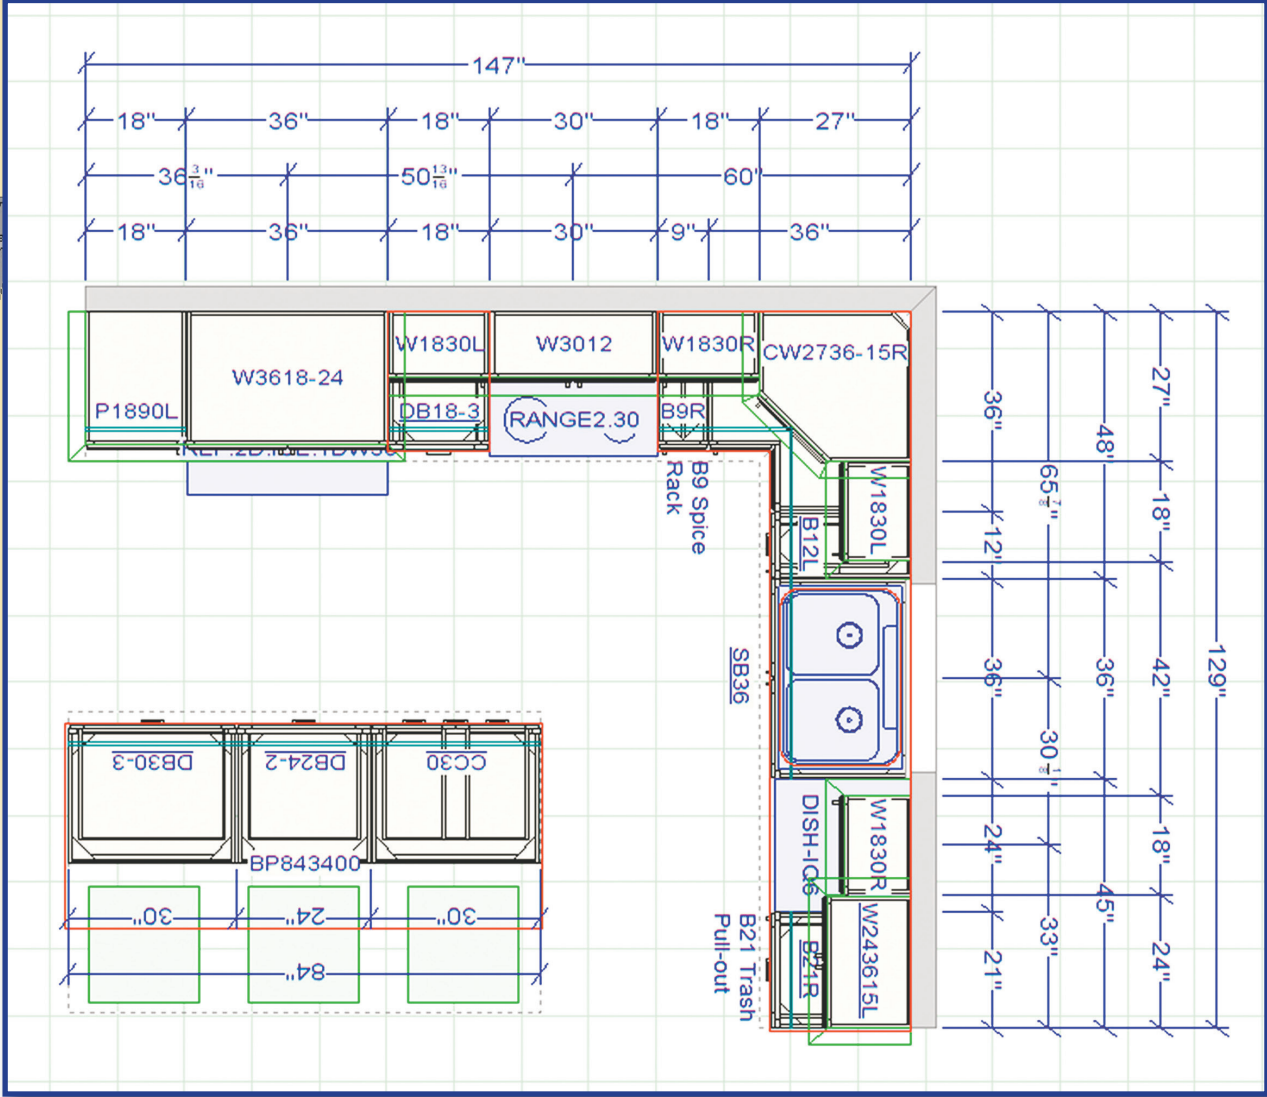 147"
18" 36" 18" 30" 18" 27"
36 3/16" 50 13/16" 60"
18" 36" 18" 30" 9" 36"
W1830L
W3012
W1830R
CW2736-15R
W3618-24
P1890L
DB18-3
RANGE2.30
B9R
B9 Spice
Rack
W1830L
B12L
SB36
DISH-IQ6
W1830R
B21 Trash
Pull-out
B21R
W243615L
36"
12"
36"
24"
21"
65 7/8"
30 1/8"
33"
48"
36"
45"
27"
18"
42"
18"
24"
129"
DB30-3
DB24-2
CC30
BP843400
30" 24" 30"
84"